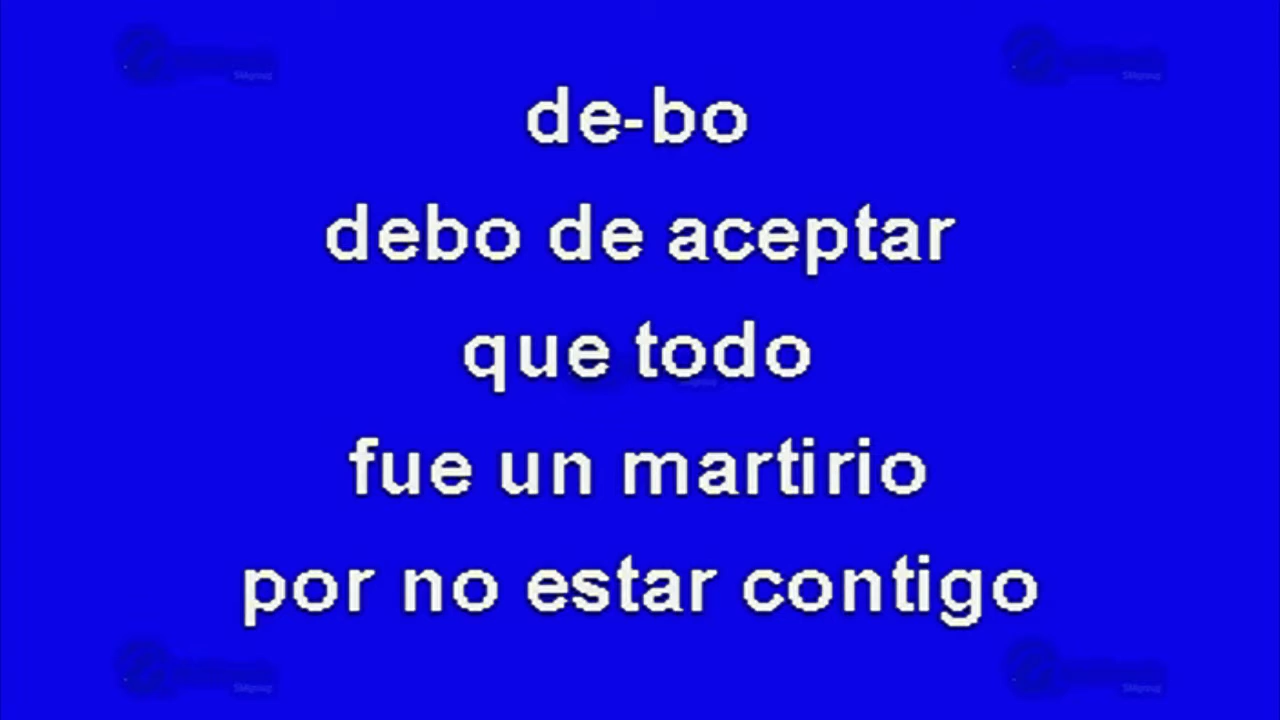 de-bo
debo de aceptar
que todo
fue un martirio
por no estar contigo